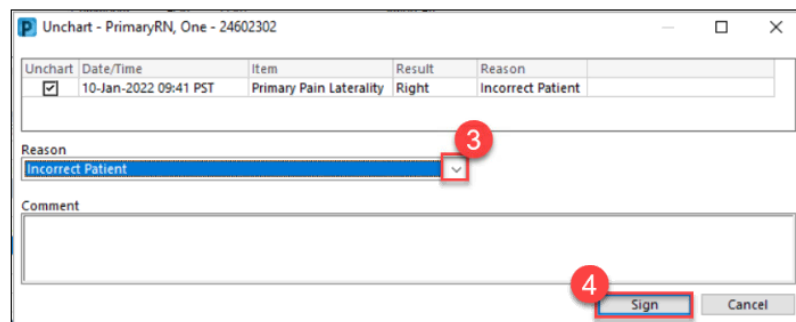 Unchart - PrimaryRN, One - 24602302
Unchart Date/Time Item Result Reason
10-Jan-2022 09:41 PST Primary Pain Laterality Right Incorrect Patient
3
Reason
Incorrect Patient
Comment
4
Sign Cancel